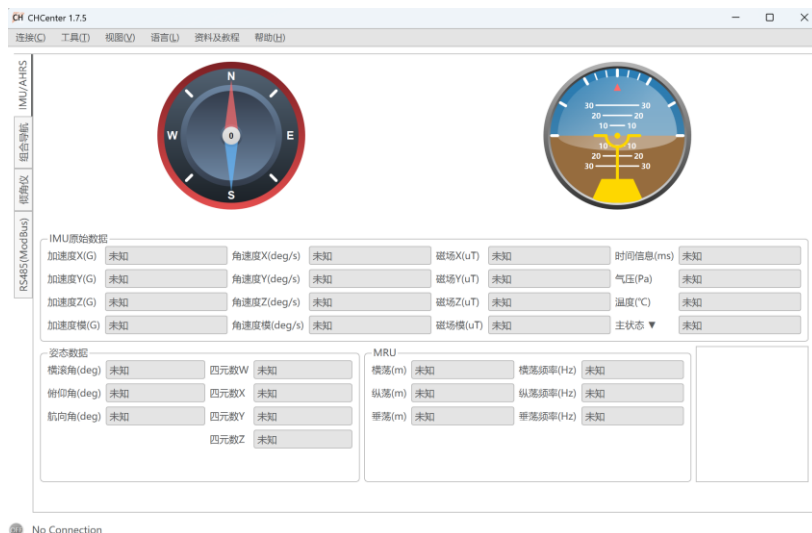 CH CHCenter 1.7.5
连接(C) 工具(T) 视图(V) 语言(L) 资料及教程 帮助(H)
IMU/AHRS
组合导航
倾角仪
RS485(ModBus)
N
W 0 E
S
30 30
20 20
10 10
10 10
20 20
30 30
IMU原始数据
加速度X(G) 未知 角速度X(deg/s) 未知 磁场X(uT) 未知 时间信息(ms) 未知
加速度Y(G) 未知 角速度Y(deg/s) 未知 磁场Y(uT) 未知 气压(Pa) 未知
加速度Z(G) 未知 角速度Z(deg/s) 未知 磁场Z(uT) 未知 温度(℃) 未知
加速度模(G) 未知 角速度模(deg/s) 未知 磁场模(uT) 未知 主状态 ▼ 未知
姿态数据 MRU
横滚角(deg) 未知 四元数W 未知 横荡(m) 未知 横荡频率(Hz) 未知
俯仰角(deg) 未知 四元数X 未知 纵荡(m) 未知 纵荡频率(Hz) 未知
航向角(deg) 未知 四元数Y 未知 垂荡(m) 未知 垂荡频率(Hz) 未知
四元数Z 未知
No Connection